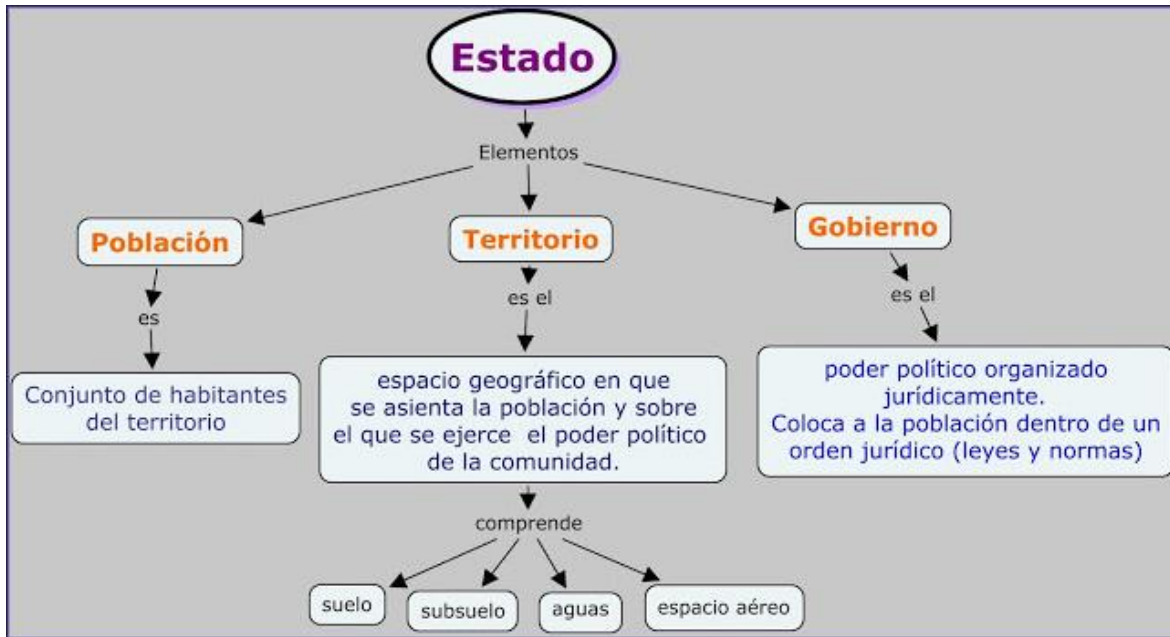 Estado
Elementos
Población
Territorio
Gobierno
es
es el
es el
Conjunto de habitantes
del territorio
espacio geográfico en que
se asienta la población y sobre
el que se ejerce el poder político
de la comunidad.
poder político organizado
jurídicamente.
Coloca a la población dentro de un
orden jurídico (leyes y normas)
comprende
suelo
subsuelo
aguas
espacio aéreo